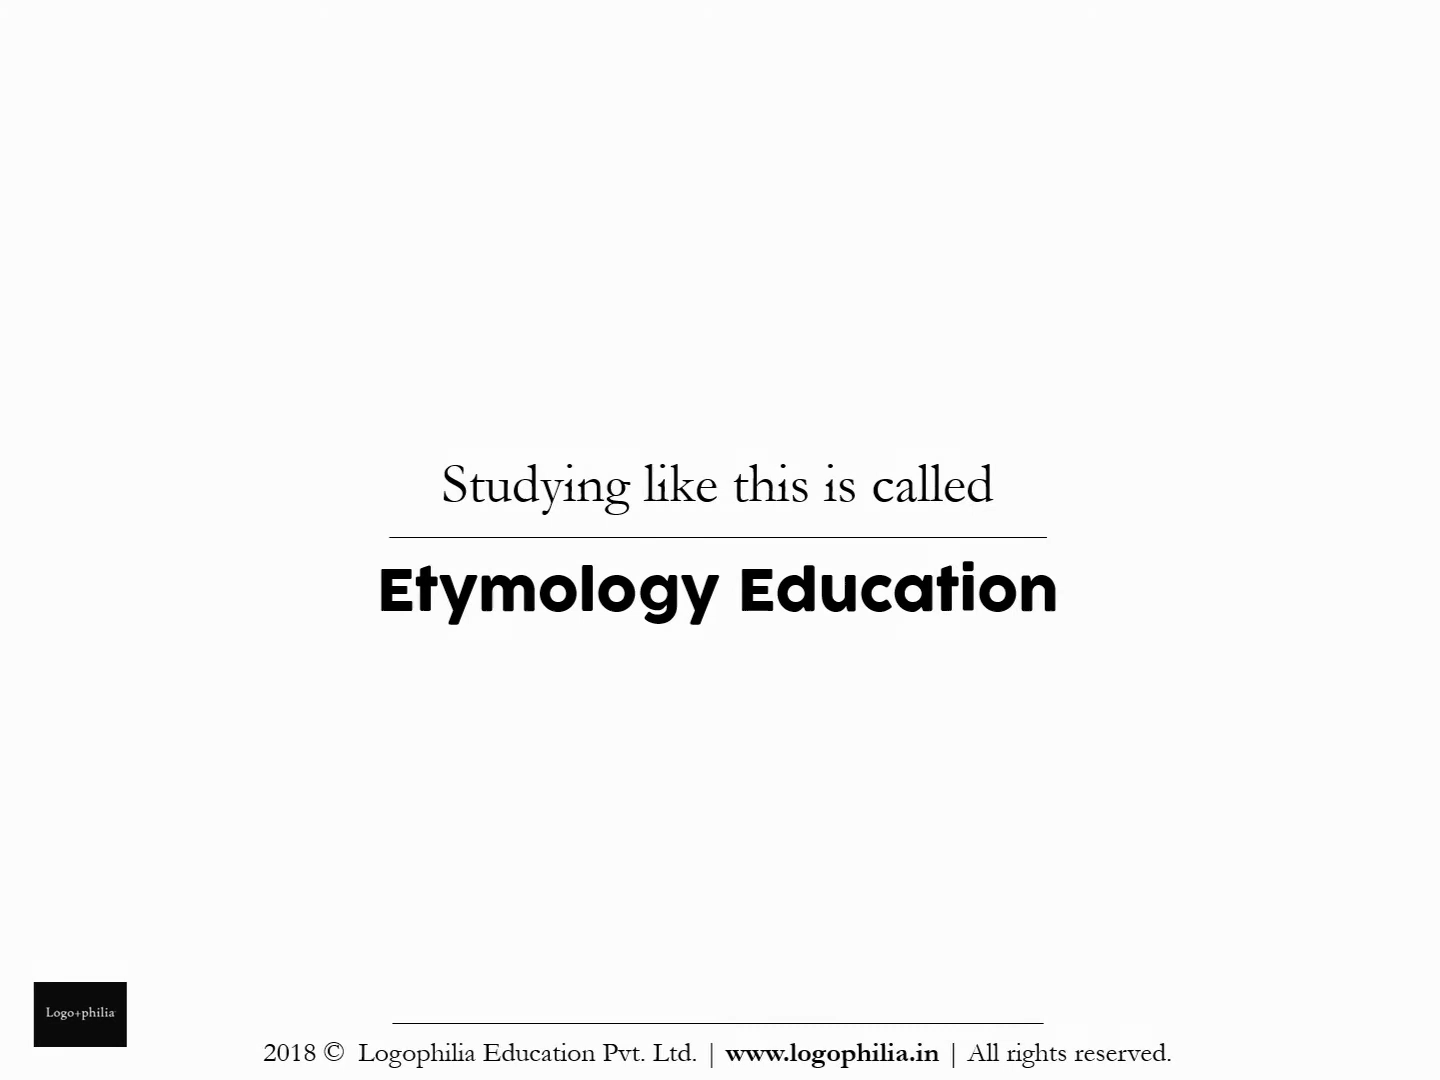 Studying like this is called
Etymology Education
Logo+philia
2018 © Logophilia Education Pvt. Ltd. | www.logophilia.in | All rights reserved.